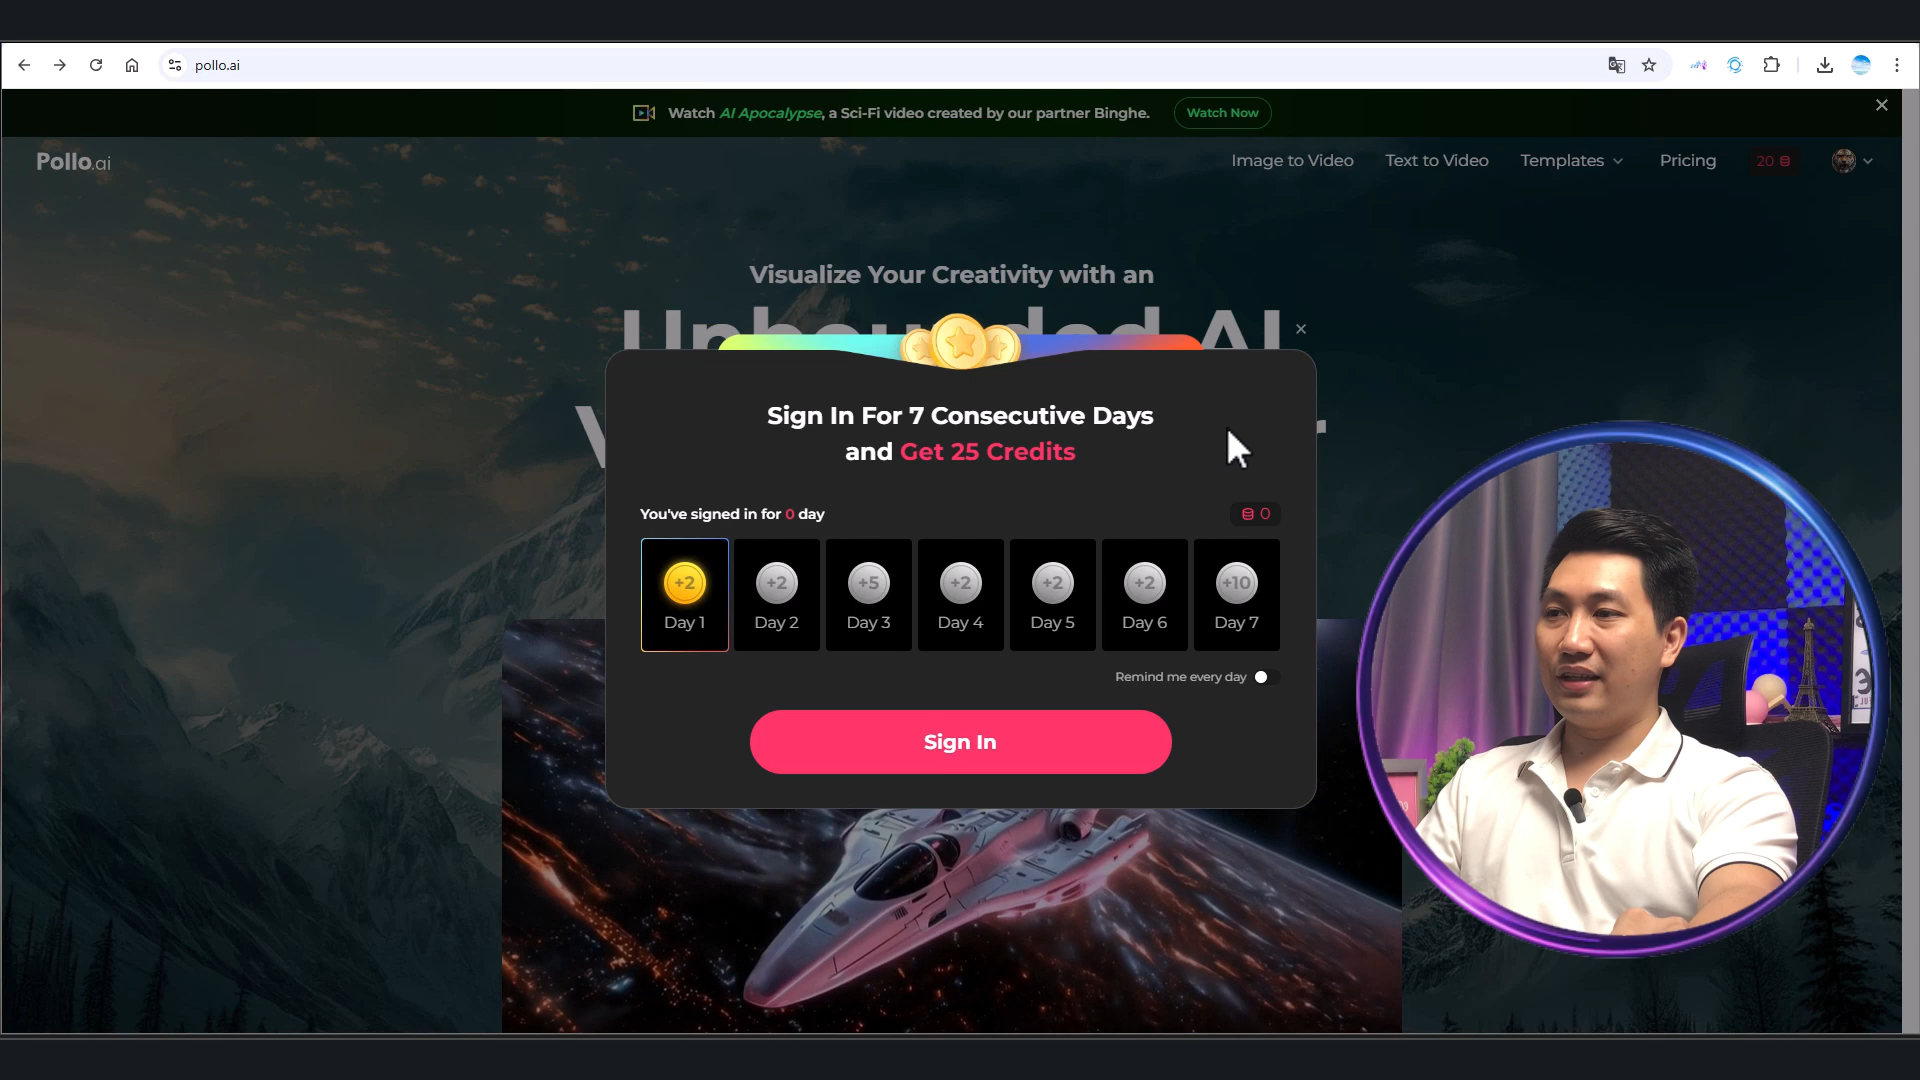 pollo.ai
Watch AI Apocalypse, a Sci-Fi video created by our partner Binghe.
Watch Now
Pollo.ai
Image to Video
Text to Video
Templates
Pricing
20
Visualize Your Creativity with an
AI
Sign In For 7 Consecutive Days
and Get 25 Credits
You've signed in for 0 day
0
+2
+2
+5
+2
+2
+2
+10
Day 1
Day 2
Day 3
Day 4
Day 5
Day 6
Day 7
Remind me every day
Sign In